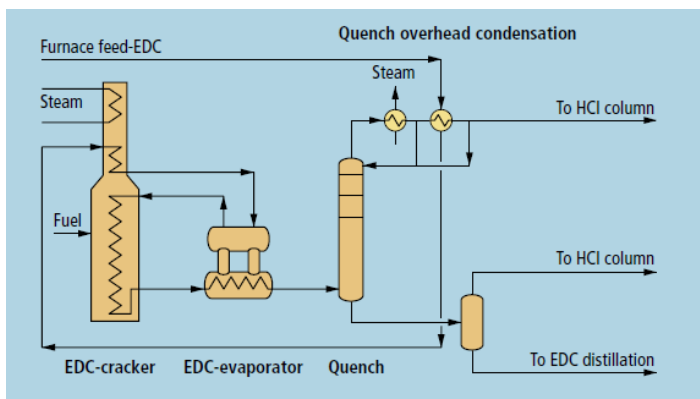 Quench overhead condensation
Furnace feed-EDC
Steam
Steam
To HCl column
Fuel
To HCl column
To EDC distillation
EDC-cracker
EDC-evaporator
Quench